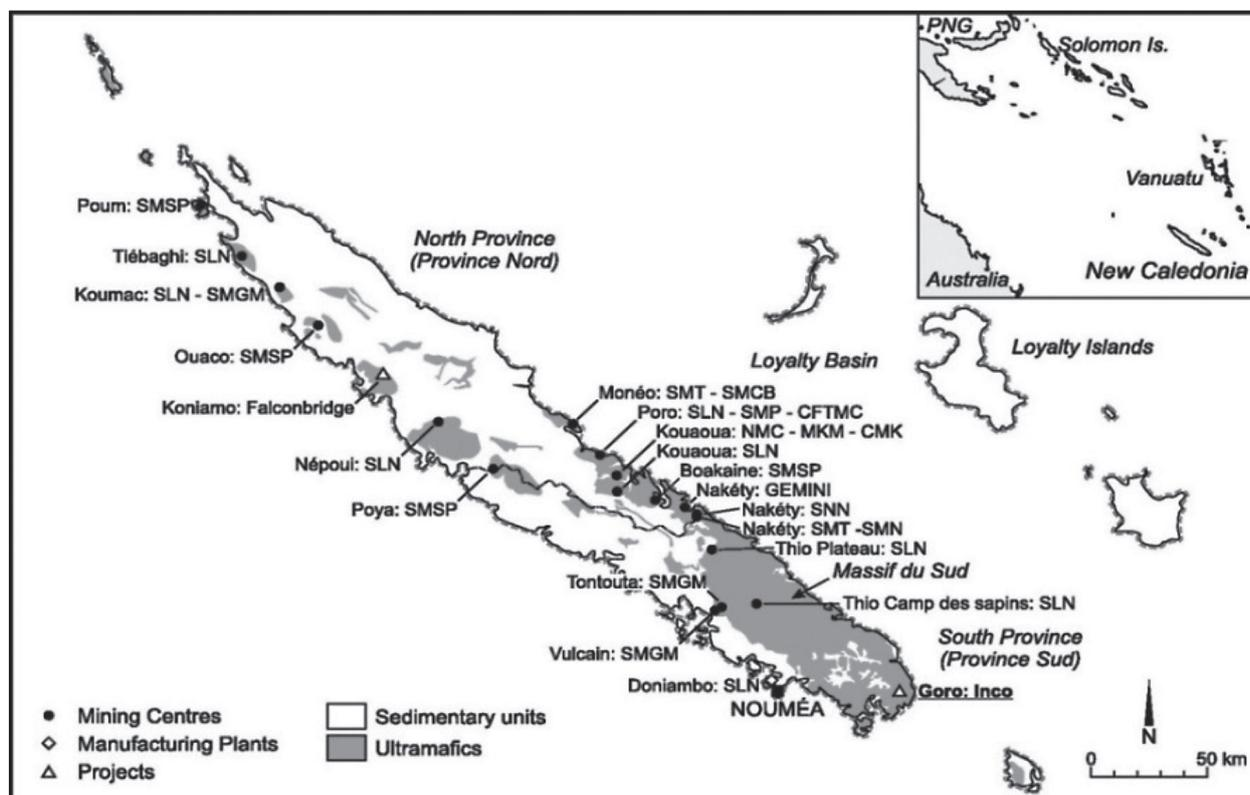 PNG
Solomon Is.
Vanuatu
New Caledonia
Australia
North Province
(Province Nord)
Loyalty Basin
Loyalty Islands
Poum: SMSP
Tiébaghi: SLN
Koumac: SLN - SMGM
Ouaco: SMSP
Koniamo: Falconbridge
Népoui: SLN
Poya: SMSP
Monéo: SMT - SMCB
Poro: SLN - SMP - CFTMC
Kouaoua: NMC - MKM - CMK
Kouaoua: SLN
Boakaine: SMSP
Nakéty: GEMINI
Nakéty: SNN
Nakéty: SMT -SMN
Thio Plateau: SLN
Massif du Sud
Tontouta: SMGM
Thio Camp des sapins: SLN
Vulcain: SMGM
South Province
(Province Sud)
Doniambo: SLN
NOUMÉA
Goro: Inco
Mining Centres
Manufacturing Plants
Projects
Sedimentary units
Ultramafics
N
0 50 km